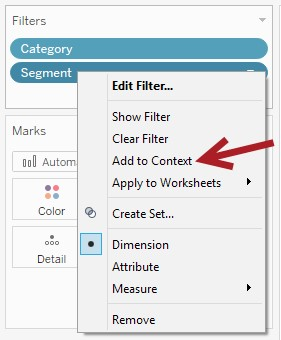 Filters
Category
Segment
Edit Filter...
Show Filter
Clear Filter
Add to Context
Apply to Worksheets
Create Set...
Dimension
Attribute
Measure
Remove
Marks
Autom
Color
Detail